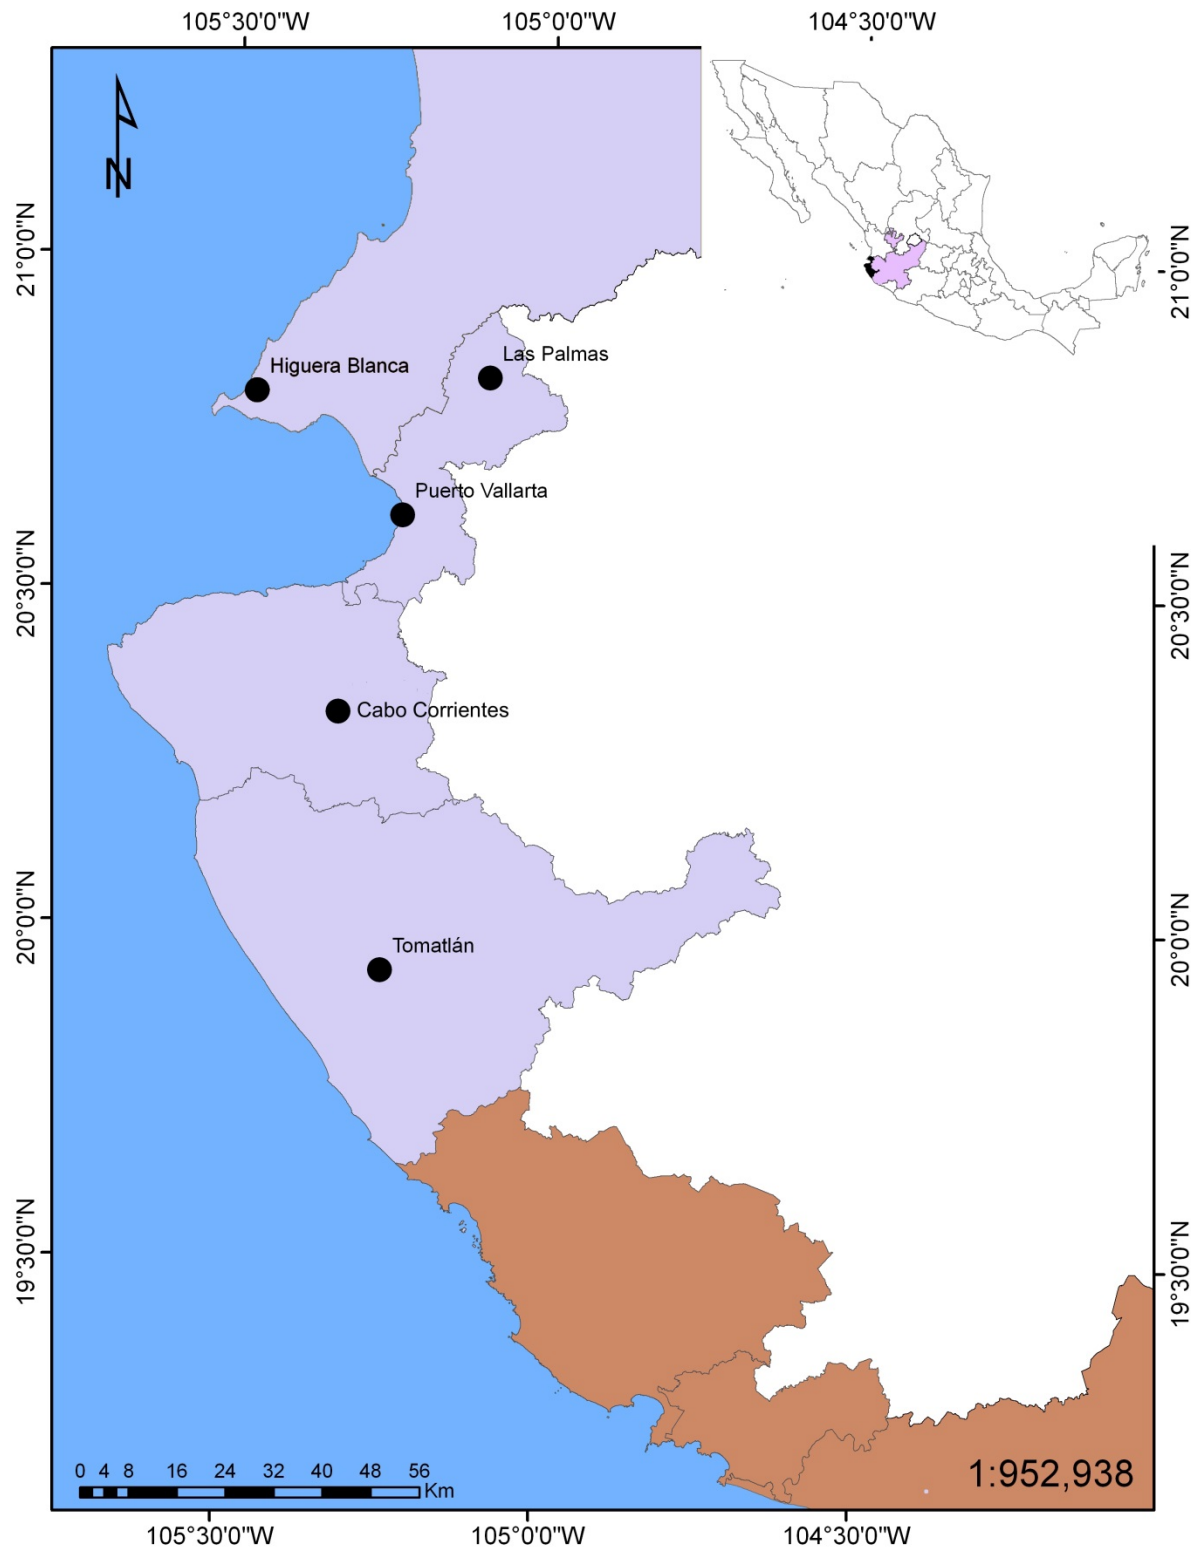 105°30'0"W
105°0'0"W
104°30'0"W
N
21°0'0"N
21°0'0"N
Las Palmas
Higuera Blanca
Puerto Vallarta
20°30'0"N
20°30'0"N
Cabo Corrientes
20°0'0"N
20°0'0"N
Tomatlán
19°30'0"N
19°30'0"N
0 4 8 16 24 32 40 48 56
Km
1:952,938
105°30'0"W
105°0'0"W
104°30'0"W